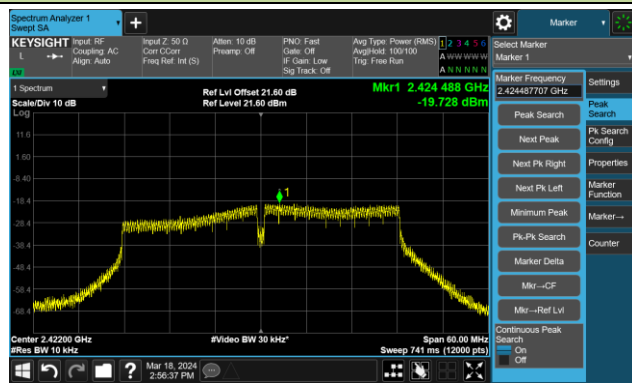 Spectrum Analyzer 1
Swept SA
Marker
KEYSIGHT
L
LW
Input: RF
Coupling: AC
Align: Auto
Input Z: 50 Ω
Corr CCorr
Freq Ref: Int (S)
Atten: 10 dB
Preamp: Off
PNO: Fast
Gate: Off
IF Gain: Low
Sig Track: Off
Avg Type: Power (RMS)
Avg|Hold: 100/100
Trig: Free Run
1 2 3 4 5 6
A W W W W W
A N N N N N
Select Marker
Marker 1
1 Spectrum
Scale/Div 10 dB
Log
Ref Lvl Offset 21.60 dB
Ref Level 21.60 dBm
Mkr1 2.424 488 GHz
-19.728 dBm
11.6
1.60
-8.40
-18.4
-28.4
-38.4
-48.4
-58.4
-68.4
1
Center 2.42200 GHz
#Res BW 10 kHz
#Video BW 30 kHz*
Span 60.00 MHz
Sweep 741 ms (12000 pts)
Marker Frequency
2.424487707 GHz
Peak Search
Next Peak
Next Pk Right
Next Pk Left
Minimum Peak
Pk-Pk Search
Marker Delta
Mkr→CF
Mkr→Ref Lvl
Continuous Peak
Search
On
Off
Settings
Peak
Search
Pk Search
Config
Properties
Marker
Function
Marker→
Counter
Mar 18, 2024
2:56:37 PM